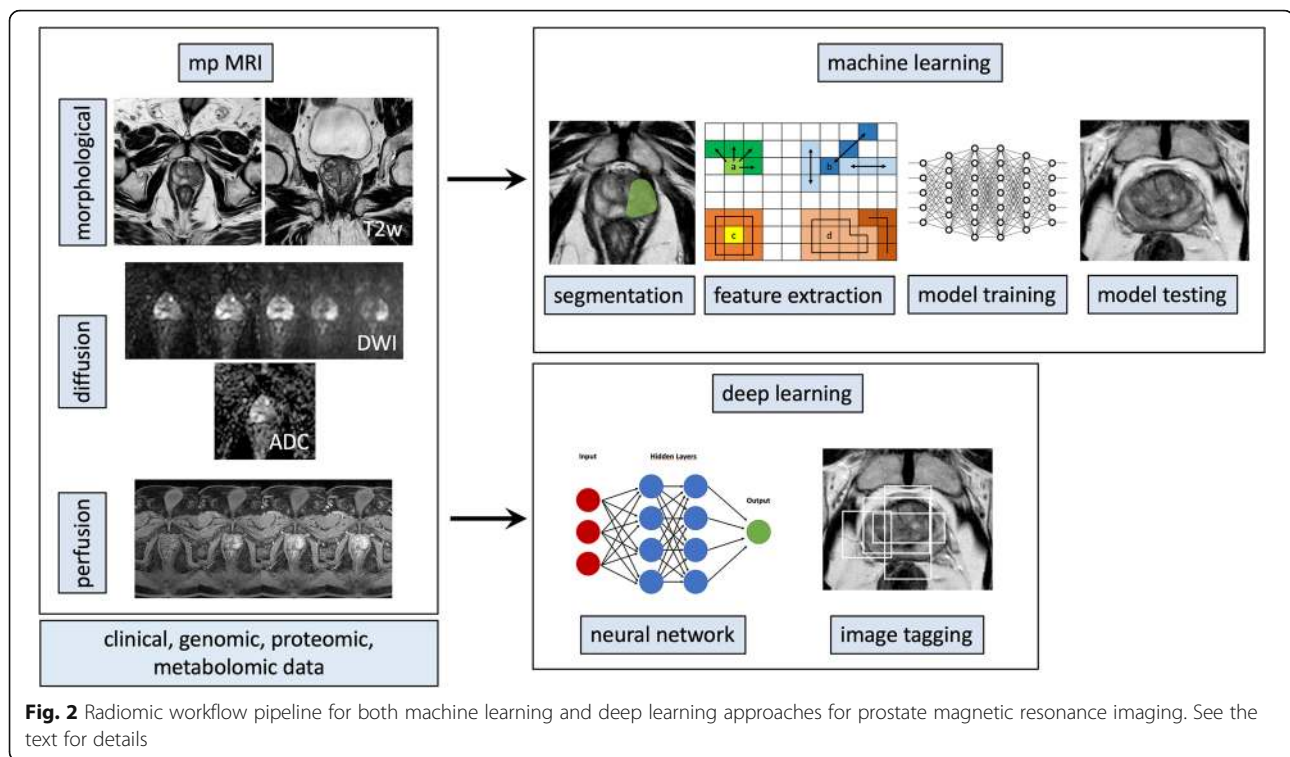 mp MRI
morphological
T2w
diffusion
DWI
ADC
perfusion
clinical, genomic, proteomic,
metabolomic data
machine learning
a
b
c
d
segmentation
feature extraction
model training
model testing
deep learning
Input
Hidden Layers
Output
neural network
image tagging
Fig. 2 Radiomic workflow pipeline for both machine learning and deep learning approaches for prostate magnetic resonance imaging. See the
text for details